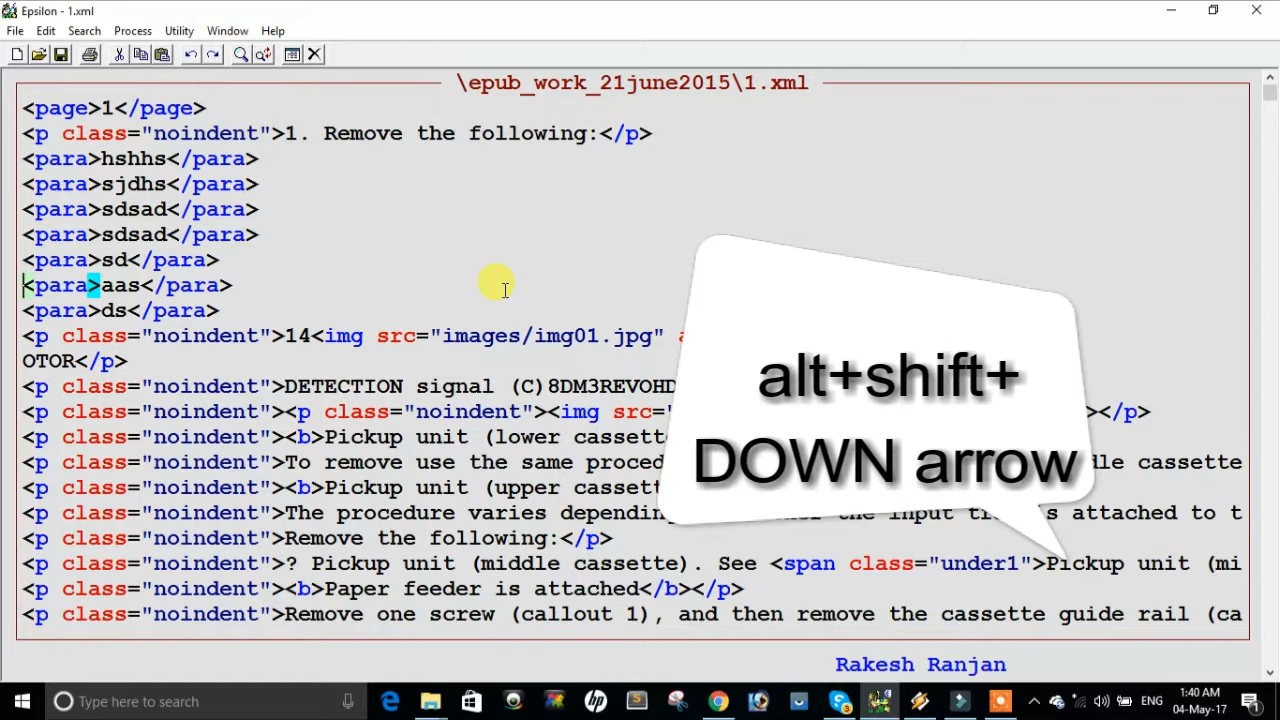 Epsilon - 1.xml
File Edit Search Process Utility Window Help
\epub_work_21june2015\1.xml
<page>1</page>
<p class="noindent">1. Remove the following:</p>
<para>hshhs</para>
<para>sjdhs</para>
<para>sdsad</para>
<para>sdsad</para>
<para>sd</para>
<para>aas</para>
<para>ds</para>
<p class="noindent">14<img src="images/img01.jpg"
OTOR</p>
<p class="noindent">DETECTION signal (C)8DM3REVOHD
<p class="noindent"><p class="noindent"><img src= ></p>
<p class="noindent"><b>Pickup unit (lower cassett
<p class="noindent">To remove use the same proced dle cassette
<p class="noindent"><b>Pickup unit (upper cassett
<p class="noindent">The procedure varies dependin the input tr s attached to t
<p class="noindent">Remove the following:</p>
<p class="noindent">? Pickup unit (middle cassette). See <span class="under1">Pickup unit (mi
<p class="noindent"><b>Paper feeder is attached</b></p>
<p class="noindent">Remove one screw (callout 1), and then remove the cassette guide rail (ca
alt+shift+
DOWN arrow
Rakesh Ranjan
Type here to search
ENG
1:40 AM
04-May-17